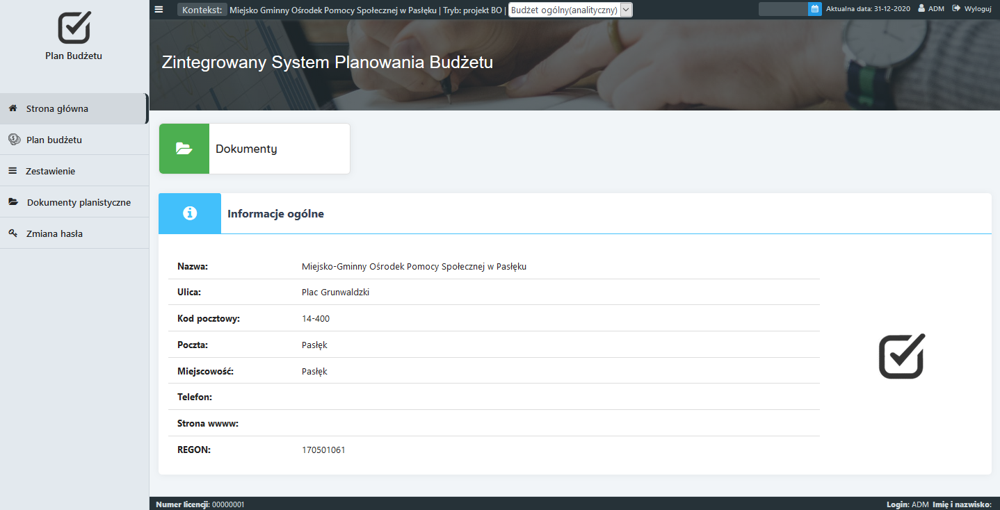 Plan Budżetu
Strona główna
Plan budżetu
Zestawienie
Dokumenty planistyczne
Zmiana hasła
Kontekst: Miejsko Gminny Ośrodek Pomocy Społecznej w Pasłęku | Tryb: projekt BO | Budżet ogólny(analityczny)
Aktualna data: 31-12-2020 ADM Wyloguj
Zintegrowany System Planowania Budżetu
Dokumenty
Informacje ogólne
Nazwa: Miejsko-Gminny Ośrodek Pomocy Społecznej w Pasłęku
Ulica: Plac Grunwaldzki
Kod pocztowy: 14-400
Poczta: Pasłęk
Miejscowość: Pasłęk
Telefon:
Strona wwww:
REGON: 170501061
Numer licencji: 00000001
Login: ADM Imię i nazwisko: